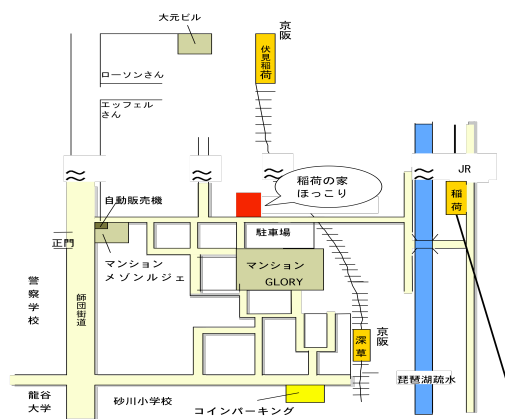 大元ビル
京阪
伏見稲荷
ローソンさん
エッフェル
さん
JR
稲荷
稲荷の家
ほっこり
自動販売機
正門
駐車場
マンション
メゾンルジェ
マンション
GLORY
警察学校
師団街道
京阪
深草
琵琶湖疏水
龍谷
大学
砂川小学校
コインパーキング